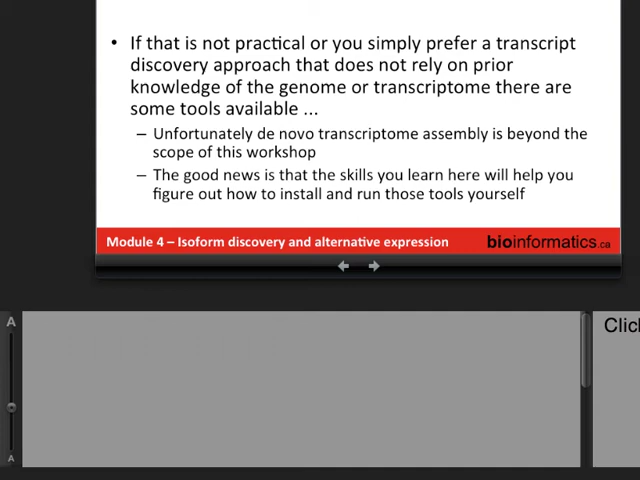 • If that is not practical or you simply prefer a transcript
discovery approach that does not rely on prior
knowledge of the genome or transcriptome there are
some tools available ...
– Unfortunately de novo transcriptome assembly is beyond the
scope of this workshop
– The good news is that the skills you learn here will help you
figure out how to install and run those tools yourself
Module 4 – Isoform discovery and alternative expression
bioinformatics.ca
A
Clic
A